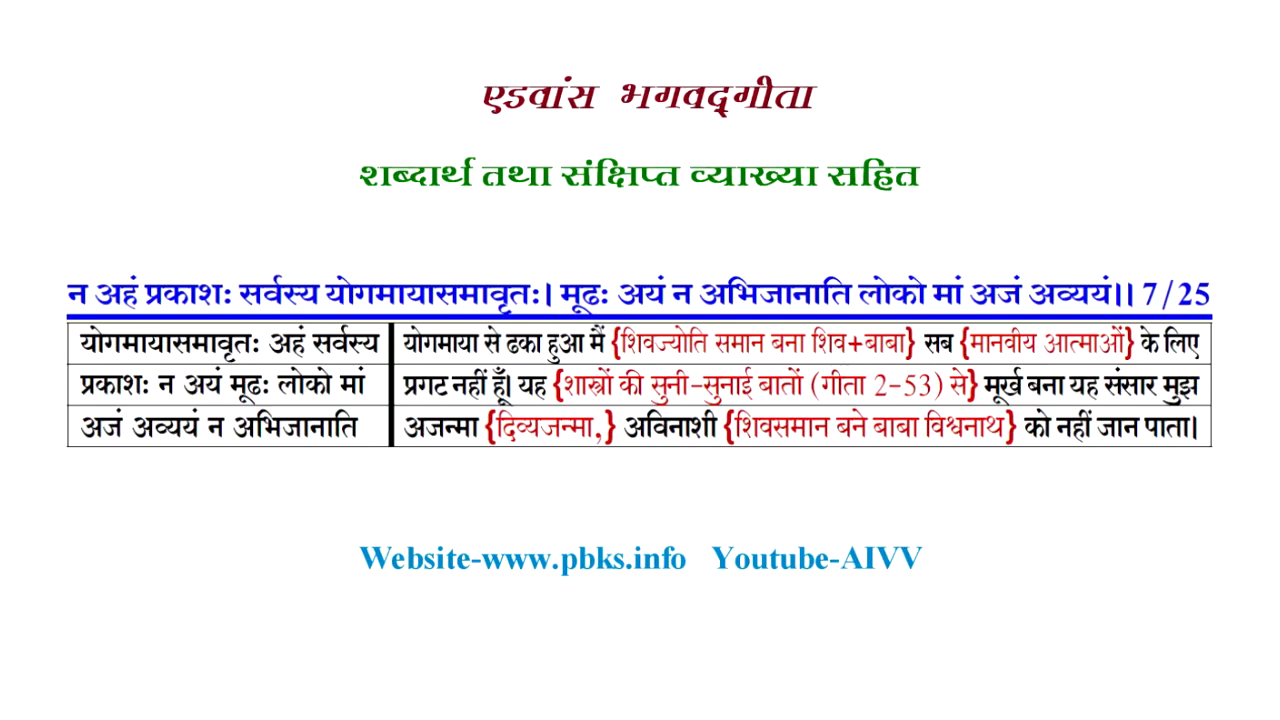 एडवांस भगवद्गीता
शब्दार्थ तथा संक्षिप्त व्याख्या सहित
न अहं प्रकाशः सर्वस्य योगमायासमावृतः। मूढः अयं न अभिजानाति लोको मां अजं अव्ययं।। 7/25
योगमायासमावृतः अहं सर्वस्य योगमाया से ढका हुआ मैं {शिवज्योति समान बना शिव+बाबा} सब {मानवीय आत्माओं} के लिए
प्रकाशः न अयं मूढः लोको मां प्रगट नहीं हूँ। यह {शास्त्रों की सुनी-सुनाई बातों (गीता 2-53) से} मूर्ख बना यह संसार मुझ
अजं अव्ययं न अभिजानाति अजन्मा {दिव्यजन्मा,} अविनाशी {शिवसमान बने बाबा विश्वनाथ} को नहीं जान पाता।
Website-www.pbks.info Youtube-AIVV